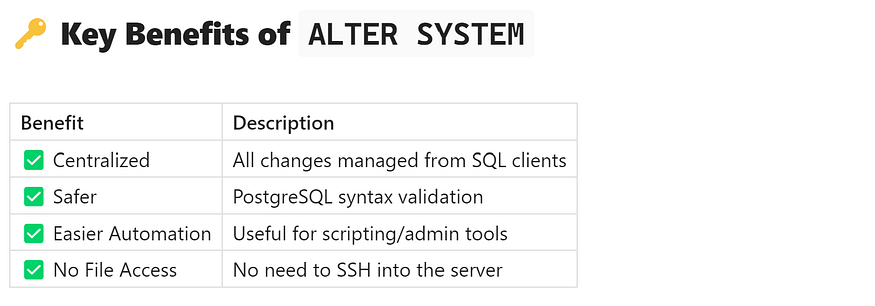 🔑 Key Benefits of ALTER SYSTEM
Benefit Description
✅ Centralized All changes managed from SQL clients
✅ Safer PostgreSQL syntax validation
✅ Easier Automation Useful for scripting/admin tools
✅ No File Access No need to SSH into the server